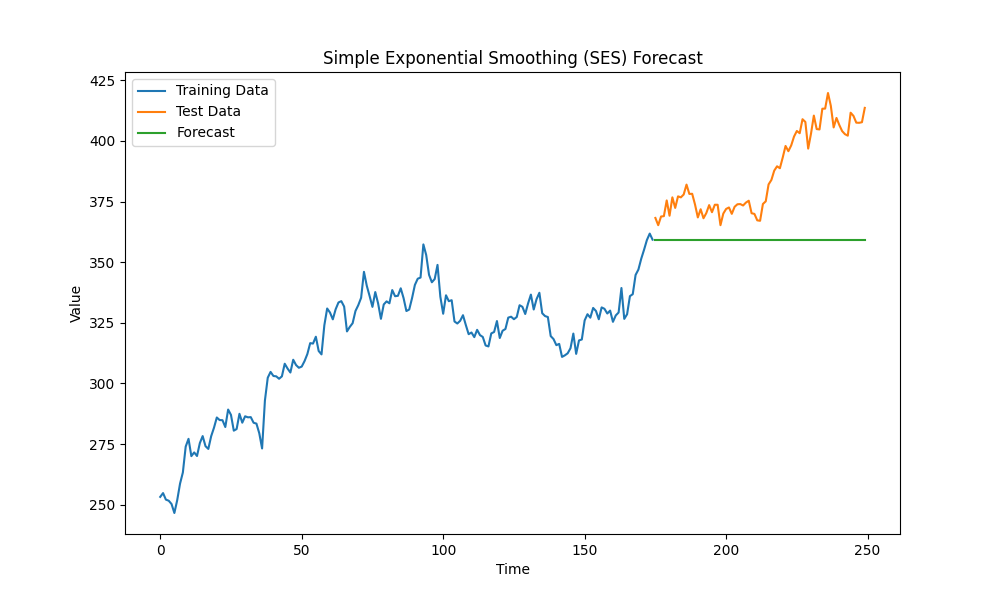 Simple Exponential Smoothing (SES) Forecast
Training Data
Test Data
Forecast
425
400
375
350
325
300
275
250
Value
0 50 100 150 200 250
Time